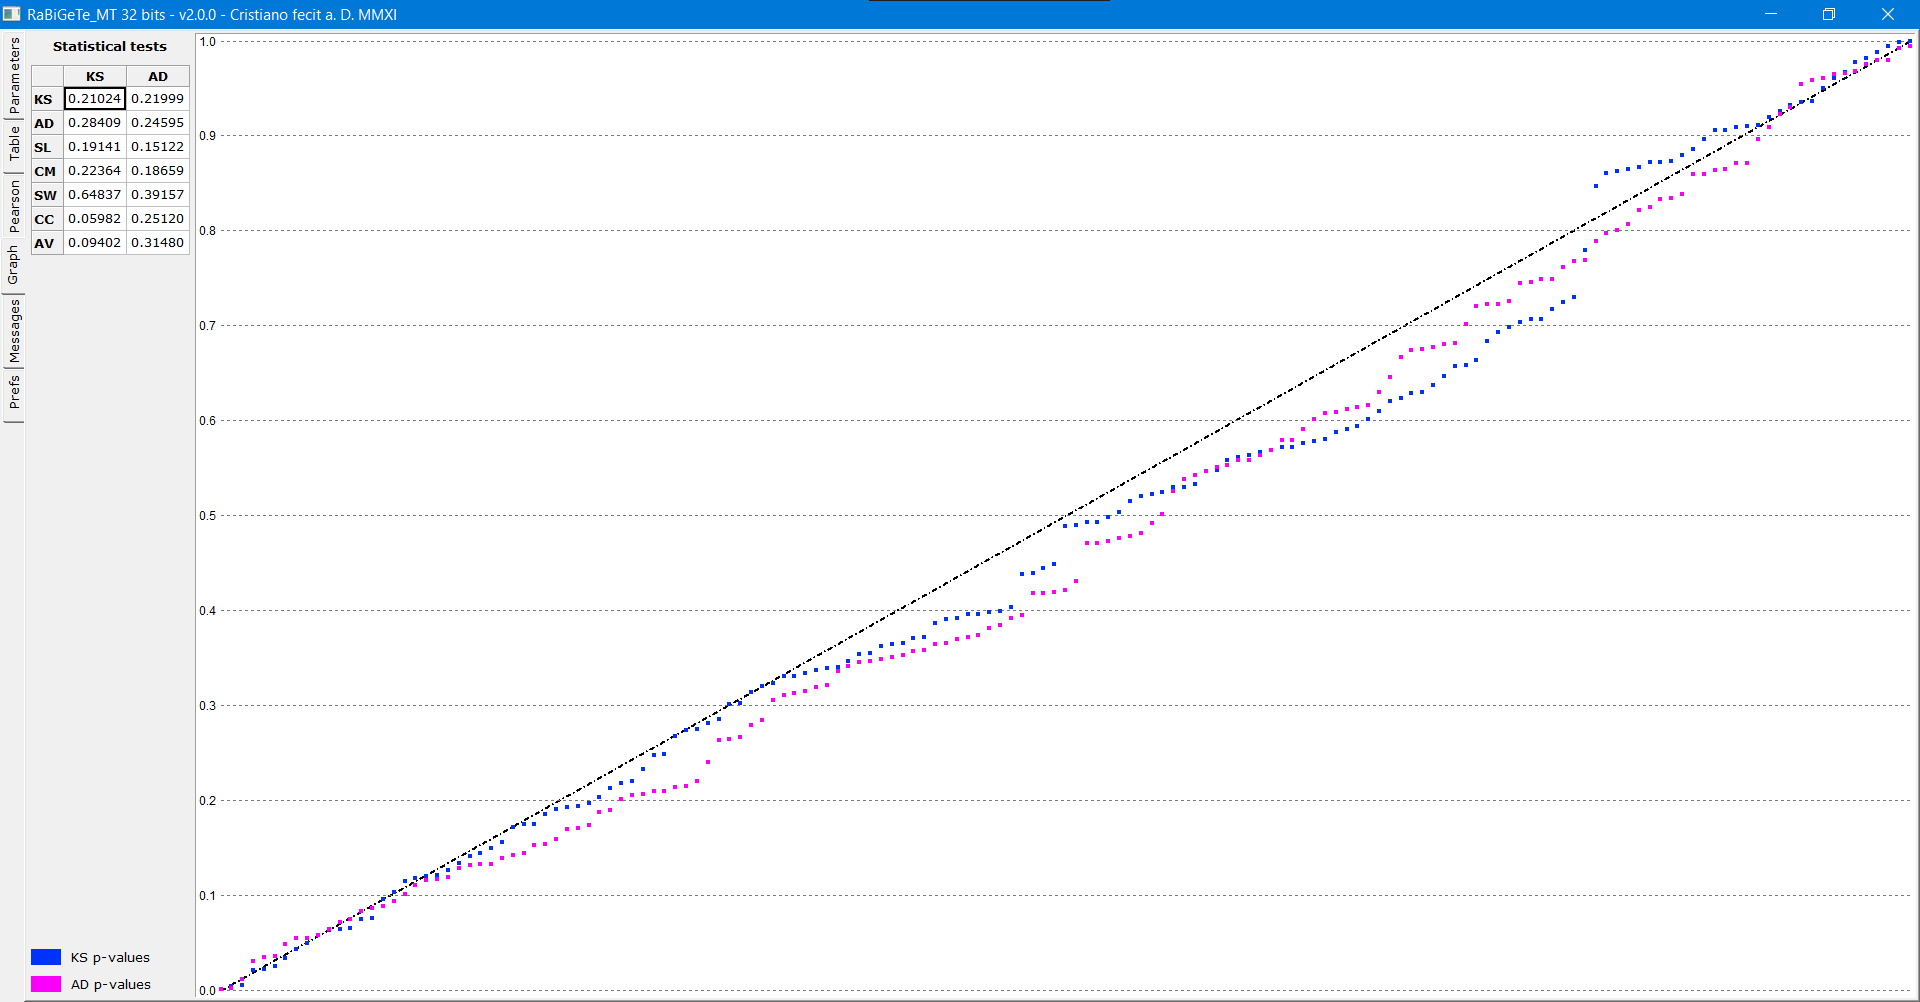 RaBiGeTe_MT 32 bits - v2.0.0 - Cristiano fecit a. D. MMXI
Parameters
Table
Pearson
Graph
Messages
Prefs
Statistical tests
KS AD
KS 0.21024 0.21999
AD 0.28409 0.24595
SL 0.19141 0.15122
CM 0.22364 0.18659
SW 0.64837 0.39157
CC 0.05982 0.25120
AV 0.09402 0.31480
KS p-values
AD p-values
1.0
0.9
0.8
0.7
0.6
0.5
0.4
0.3
0.2
0.1
0.0